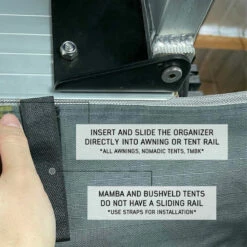 INSERT AND SLIDE THE ORGANIZER
DIRECTLY INTO AWNING OR TENT RAIL
*ALL AWNINGS, NOMADIC TENTS, TMBK*
MAMBA AND BUSHVELD TENTS
DO NOT HAVE A SLIDING RAIL
*USE STRAPS FOR INSTALLATION*